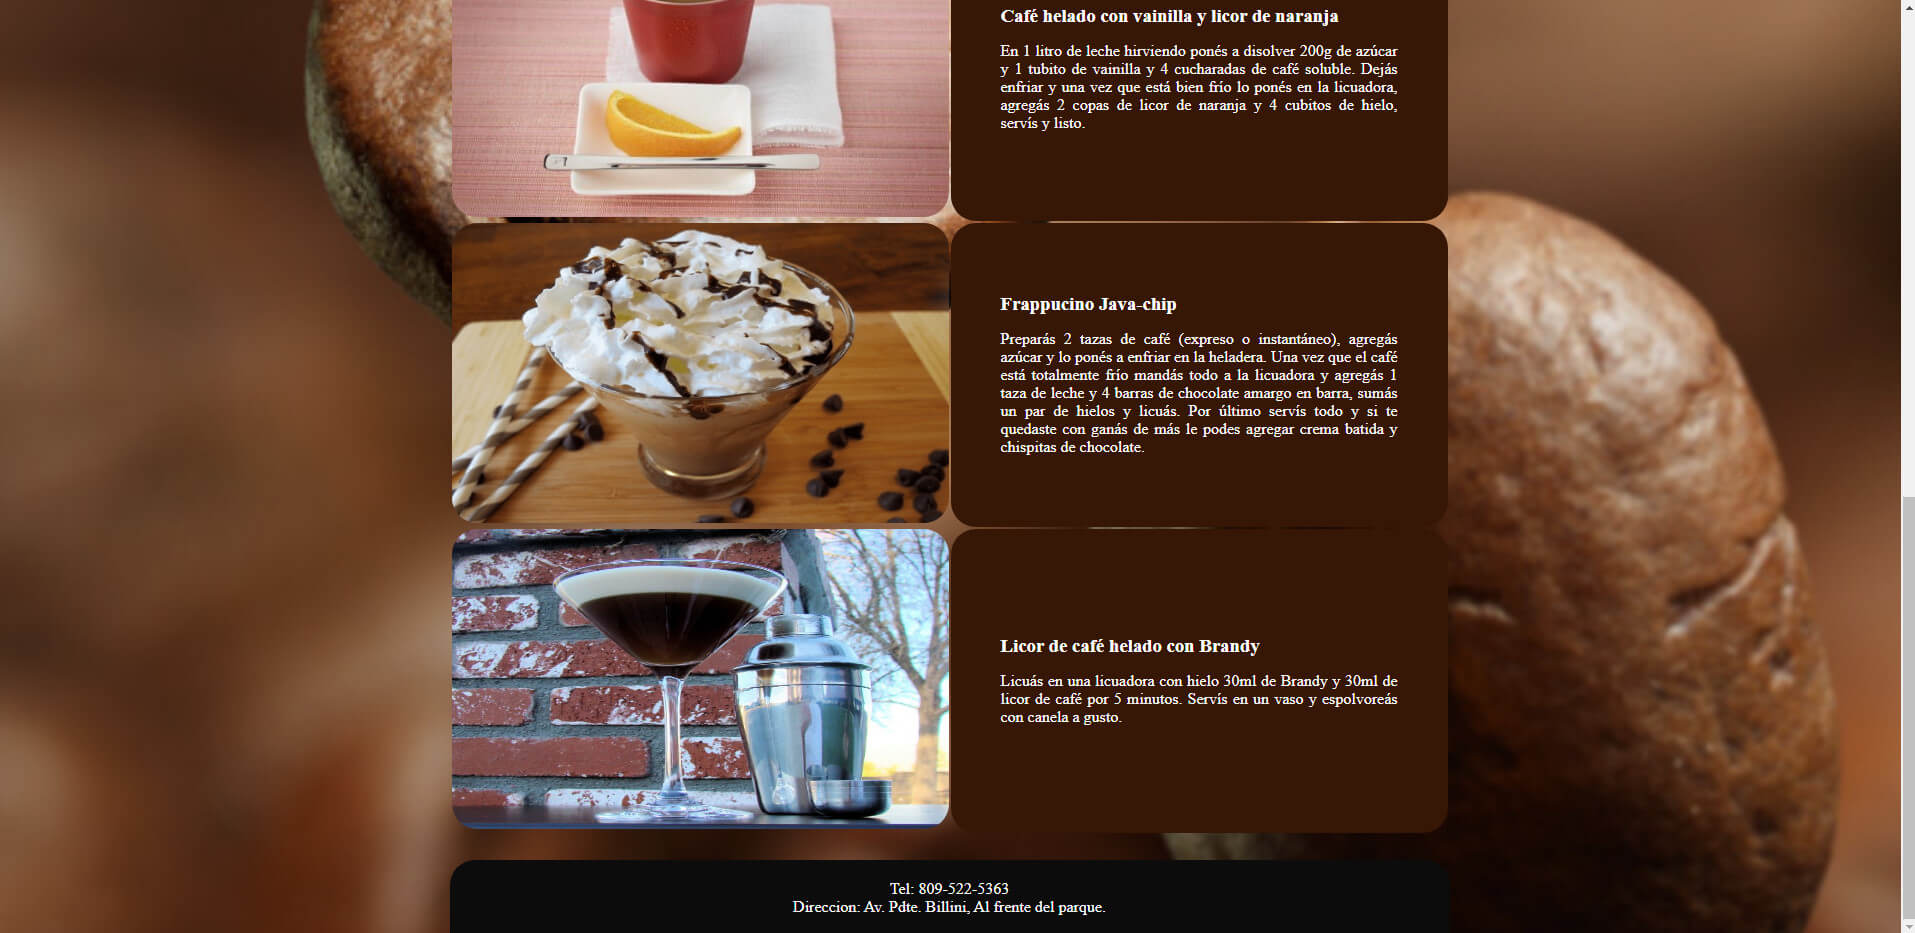 Café helado con vainilla y licor de naranja
En 1 litro de leche hirviendo ponés a disolver 200g de azúcar
y 1 tubito de vainilla y 4 cucharadas de café soluble. Dejás
enfriar y una vez que está bien frío lo ponés en la licuadora,
agregás 2 copas de licor de naranja y 4 cubitos de hielo,
servís y listo.
Frappucino Java-chip
Preparás 2 tazas de café (expreso o instantáneo), agregás
azúcar y lo ponés a enfriar en la heladera. Una vez que el café
está totalmente frío mandás todo a la licuadora y agregás 1
taza de leche y 4 barras de chocolate amargo en barra, sumás
un par de hielos y licuás. Por último servís todo y si te
quedaste con ganás de más le podes agregar crema batida y
chispitas de chocolate.
Licor de café helado con Brandy
Licuás en una licuadora con hielo 30ml de Brandy y 30ml de
licor de café por 5 minutos. Servís en un vaso y espolvoreás
con canela a gusto.
Tel: 809-522-5363
Direccion: Av. Pdte. Billini, Al frente del parque.